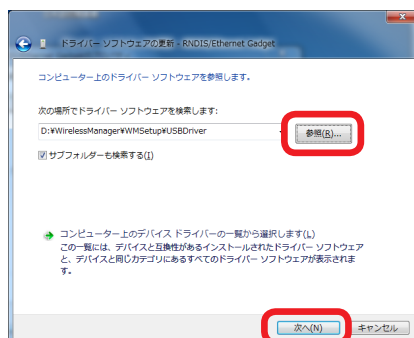 ドライバー ソフトウェアの更新 - RNDIS/Ethernet Gadget
コンピューター上のドライバー ソフトウェアを参照します。
次の場所でドライバー ソフトウェアを検索します:
D:¥WirelessManager¥WMSetup¥USBDriver
参照(R)...
サブフォルダーも検索する(I)
コンピューター上のデバイス ドライバーの一覧から選択します(L)
この一覧には、デバイスと互換性があるインストールされたドライバー ソフトウェア
と、デバイスと同じカテゴリにあるすべてのドライバー ソフトウェアが表示されま
す。
次へ(N)
キャンセル